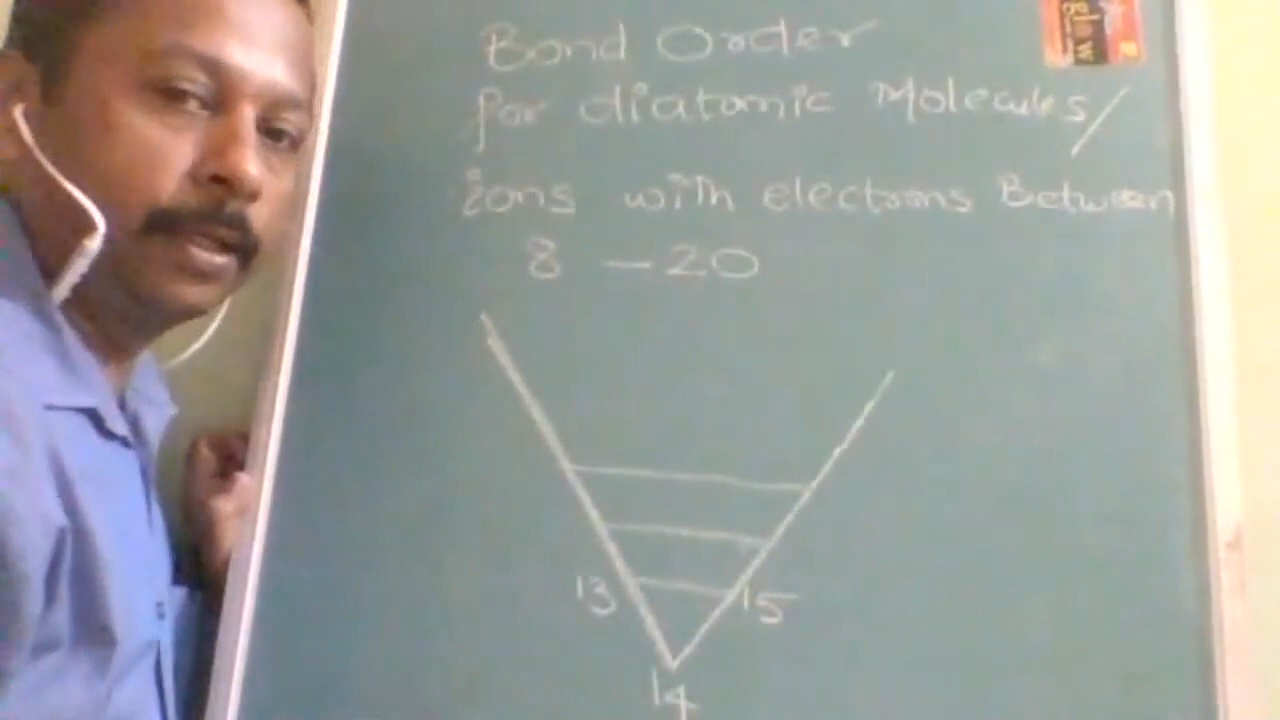 Bond Order
for diatomic Molecules/
ions with electrons Between
8 – 20
13
15
14